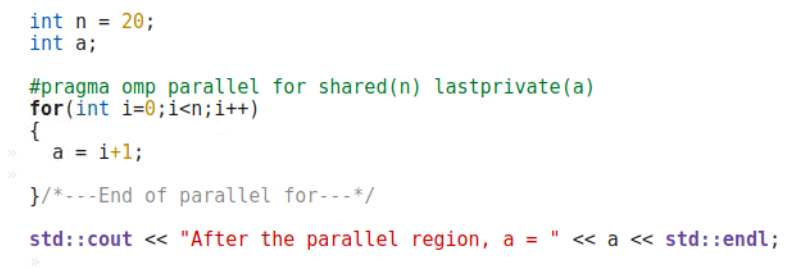 int n = 20;
int a;
#pragma omp parallel for shared(n) lastprivate(a)
for(int i=0;i<n;i++)
{
a = i+1;
}/*---End of parallel for---*/
std::cout << "After the parallel region, a = " << a << std::endl;